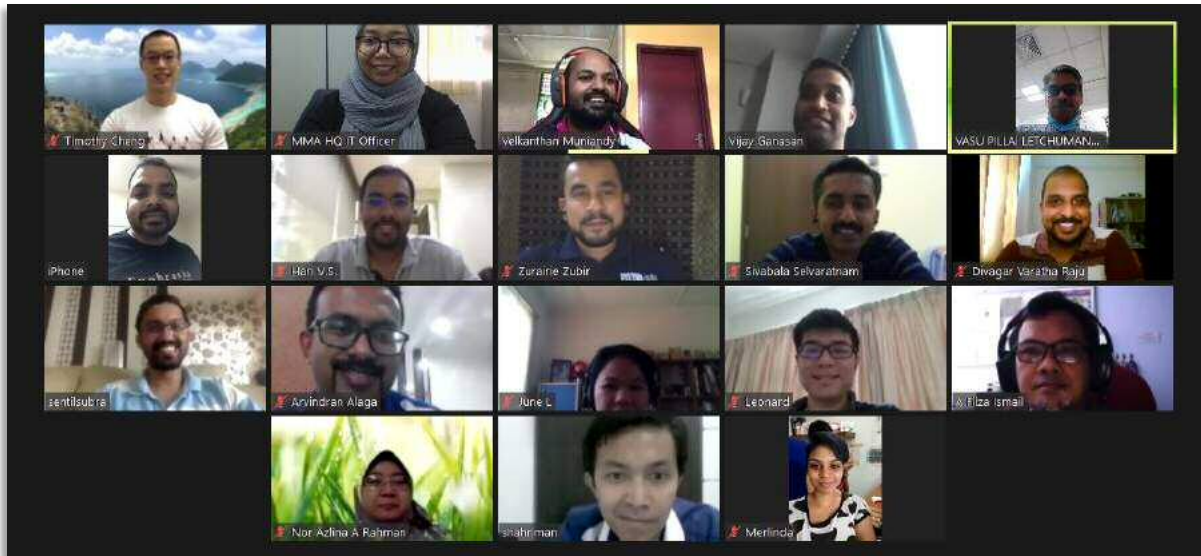 Timothy Cheng
MMA HQ IT Officer
Velkanthan Muniandy
Vijay Ganasan
VASU PILLAI LETCHUMAN...
iPhone
Hari V.S.
Zurairie Zubir
Sivabala Selvaratnam
Divagar Varatha Raju
sentilsubra
Arvindran Alaga
June L
Leonard
A.Filza Ismail
Nor Azlina A Rahman
shahriman
Merlinda